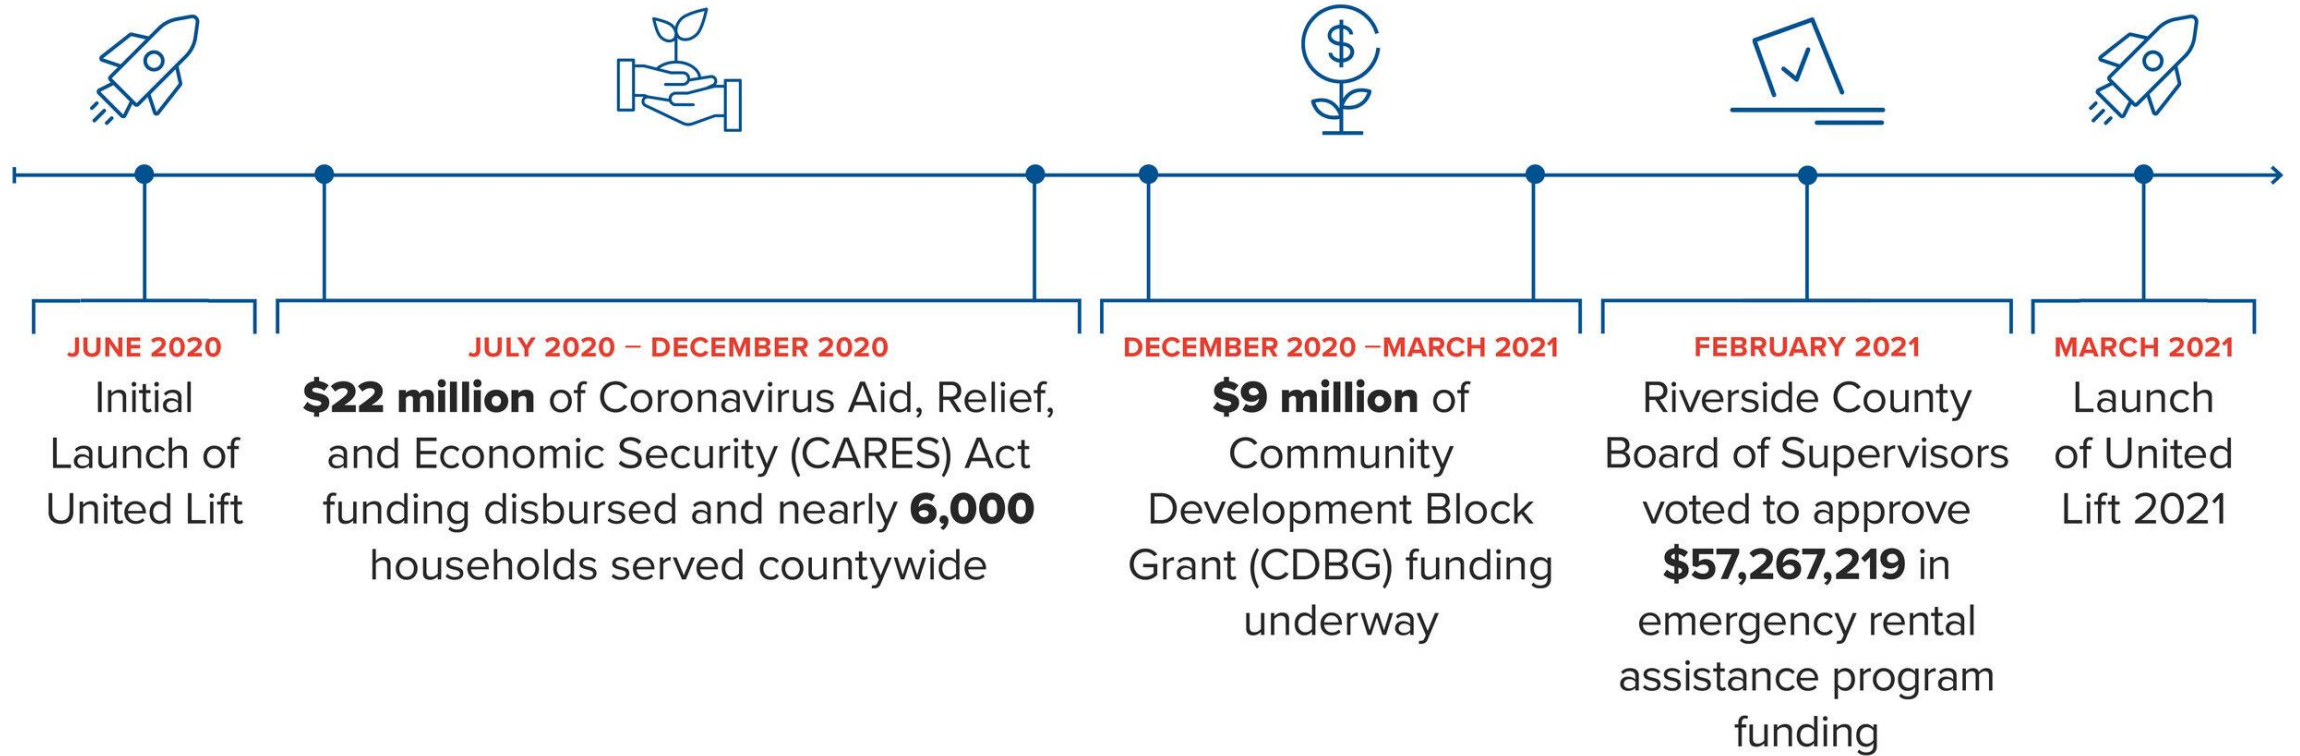 JUNE 2020
Initial
Launch of
United Lift
JULY 2020 – DECEMBER 2020
$22 million of Coronavirus Aid, Relief,
and Economic Security (CARES) Act
funding disbursed and nearly 6,000
households served countywide
DECEMBER 2020 –MARCH 2021
$9 million of
Community
Development Block
Grant (CDBG) funding
underway
FEBRUARY 2021
Riverside County
Board of Supervisors
voted to approve
$57,267,219 in
emergency rental
assistance program
funding
MARCH 2021
Launch
of United
Lift 2021